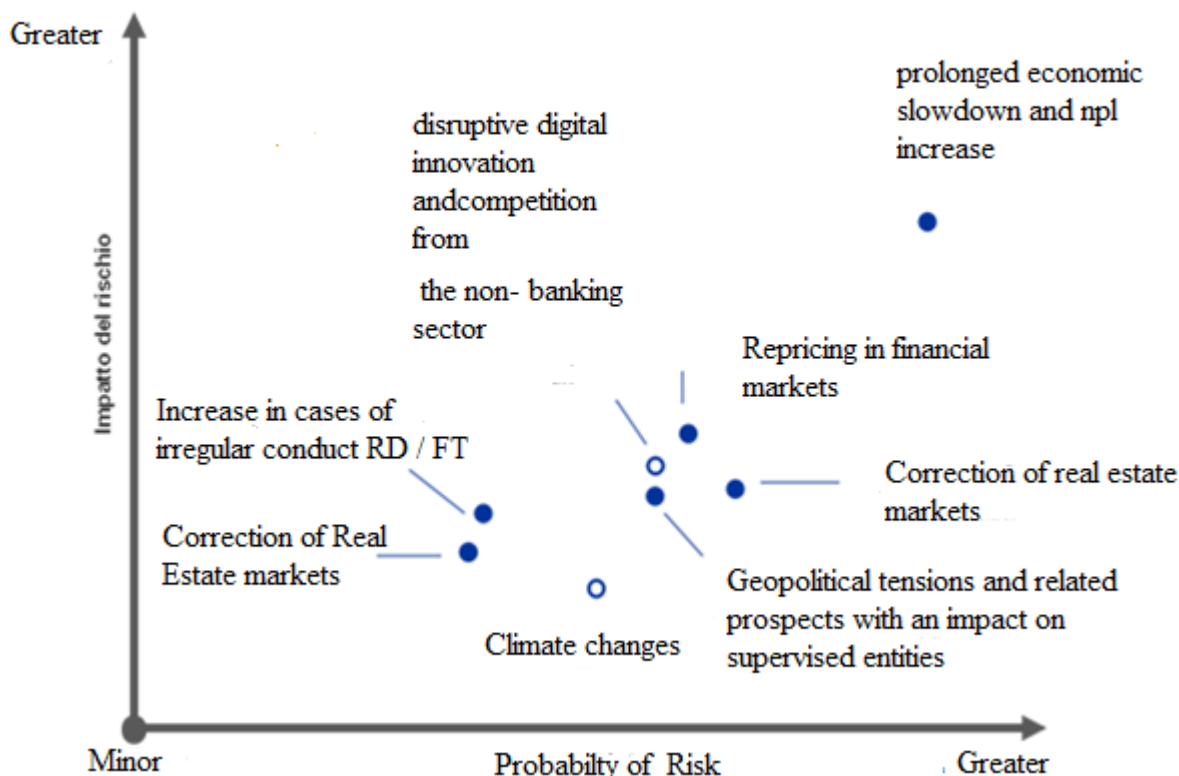 Greater
prolonged economic
slowdown and npl
increase
disruptive digital
innovation
andcompetition
from
the non- banking
sector
Impatto del rischio
Repricing in financial
markets
Increase in cases of
irregular conduct RD / FT
Correction of real estate
markets
Correction of Real
Estate markets
Geopolitical tensions and related
prospects with an impact on
supervised entities
Climate changes
Minor
Probabilty of Risk
Greater